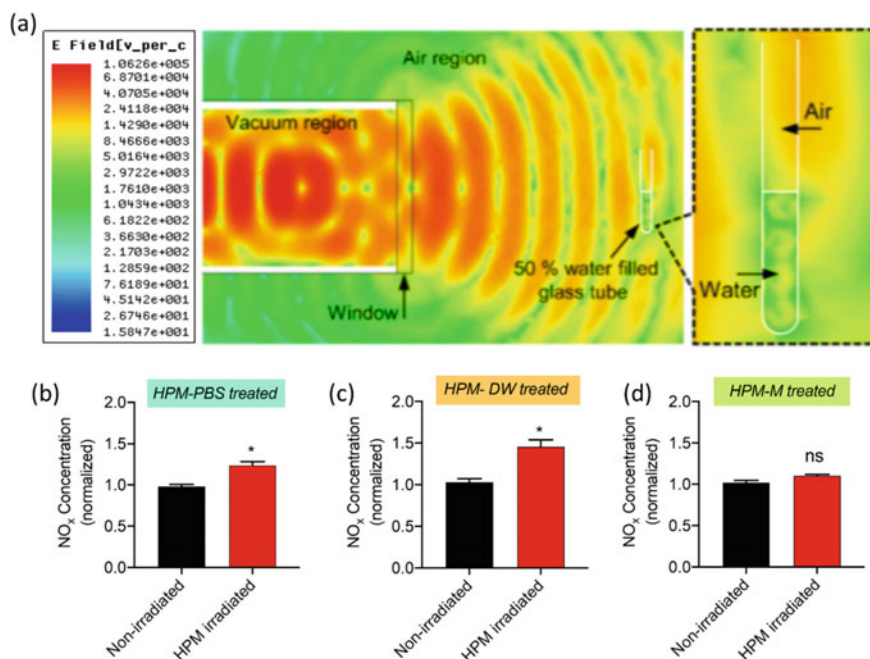 (a)
E Field[v_per_c
1.0626e+005
6.8701e+004
4.0705e+004
2.4118e+004
1.4290e+004
8.4666e+003
5.0164e+003
2.9722e+003
1.7610e+003
1.0434e+003
6.1822e+002
3.6630e+002
2.1703e+002
1.2859e+002
7.6189e+001
4.5142e+001
2.6746e+001
1.5847e+001
Air region
Vacuum region
50 % water filled
glass tube
Window
Air
Water
(b)
HPM-PBS treated
NOx Concentration
(normalized)
2.0
1.5
1.0
0.5
0.0
*
Non-irradiated
HPM irradiated
(c)
HPM- DW treated
NOx Concentration
(normalized)
2.0
1.5
1.0
0.5
0.0
*
Non-irradiated
HPM irradiated
(d)
HPM-M treated
NOx Concentration
(normalized)
2.0
1.5
1.0
0.5
0.0
ns
Non-irradiated
HPM irradiated